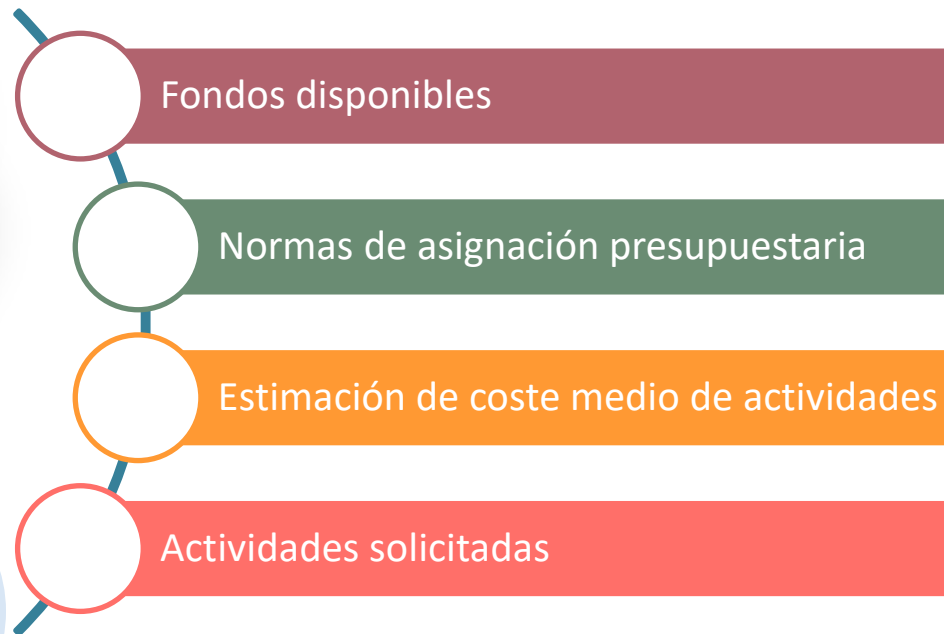 Fondos disponibles
Normas de asignación presupuestaria
Estimación de coste medio de actividades
Actividades solicitadas